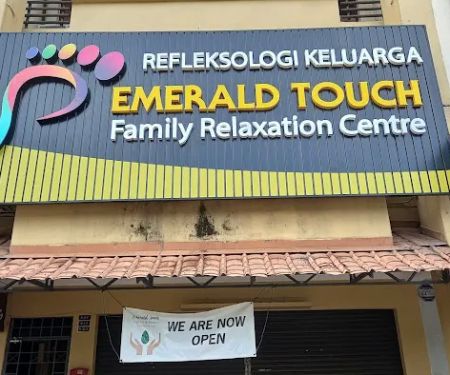 REFLEKSOLOGI KELUARGA
EMERALD TOUCH
Family Relaxation Centre
WE ARE NOW
OPEN